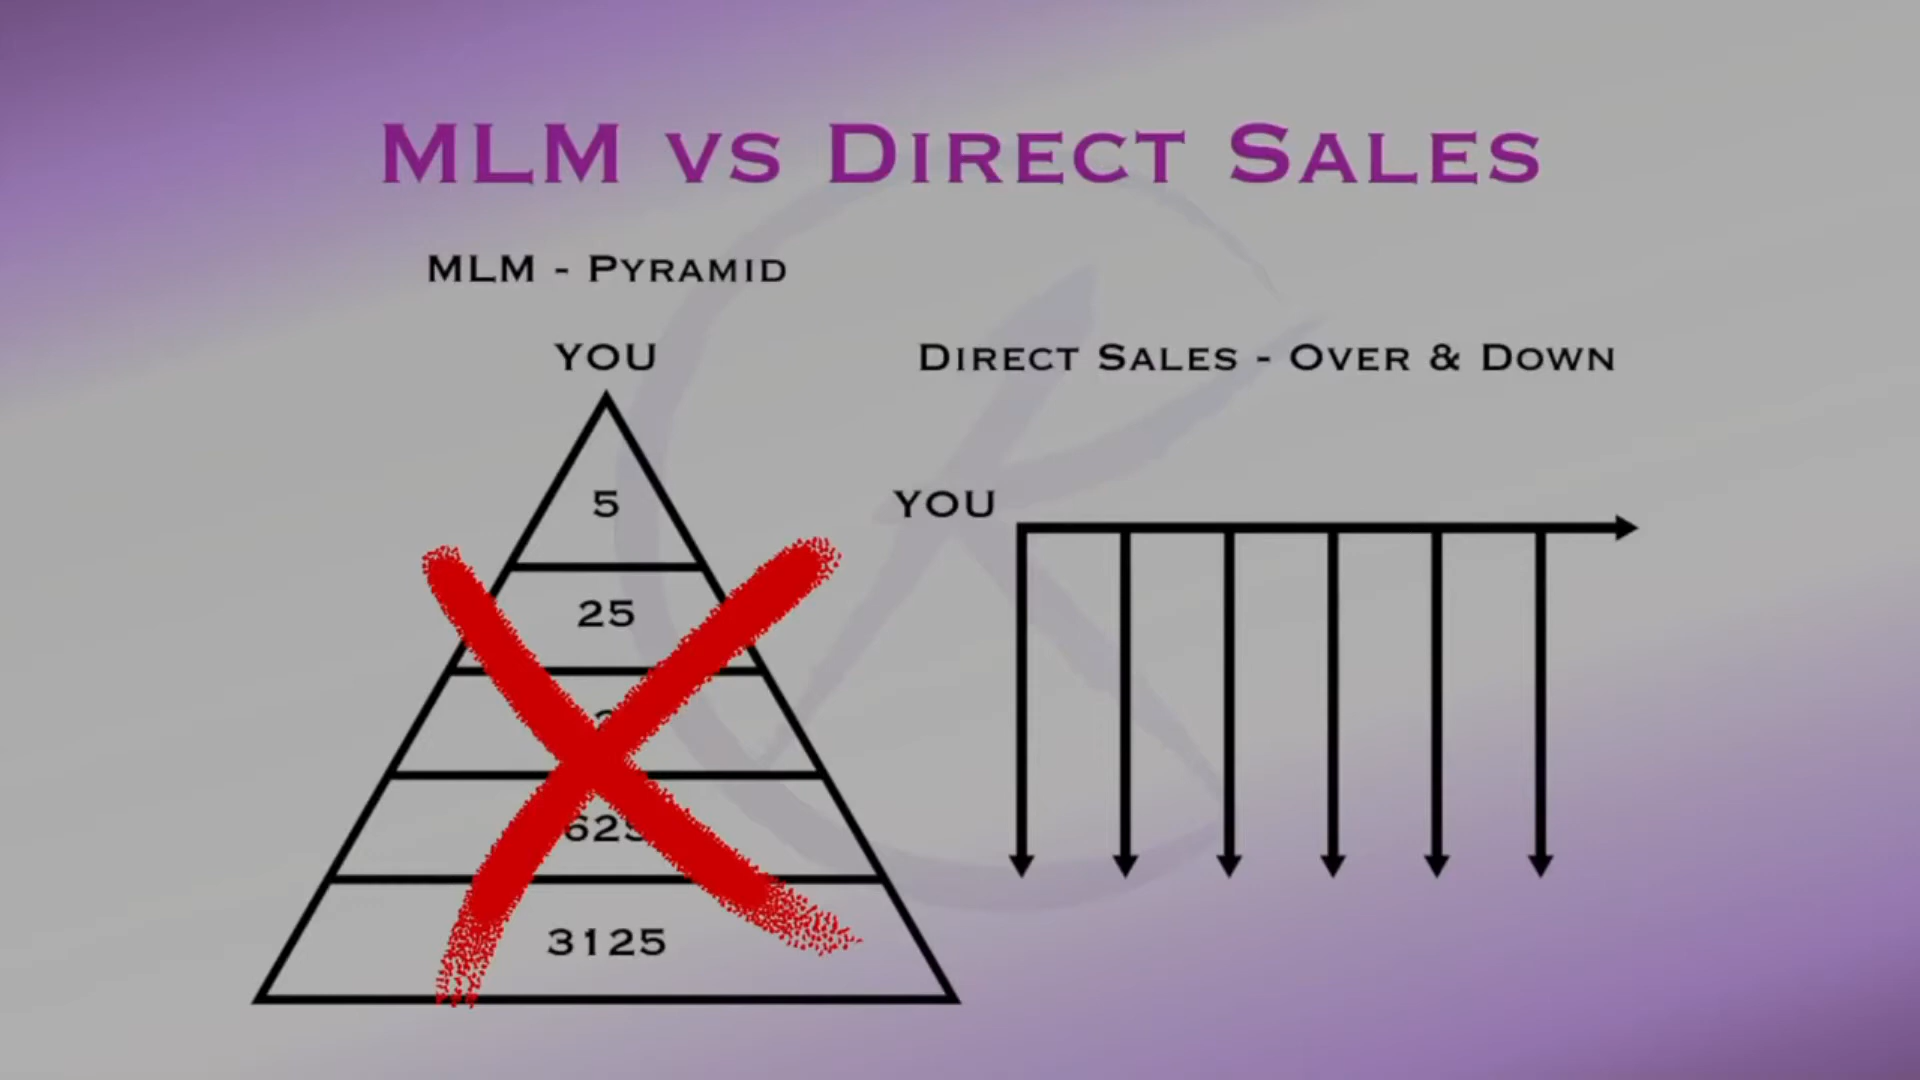 MLM vs Direct Sales
MLM - Pyramid
YOU
5
25
3125
Direct Sales - Over & Down
YOU